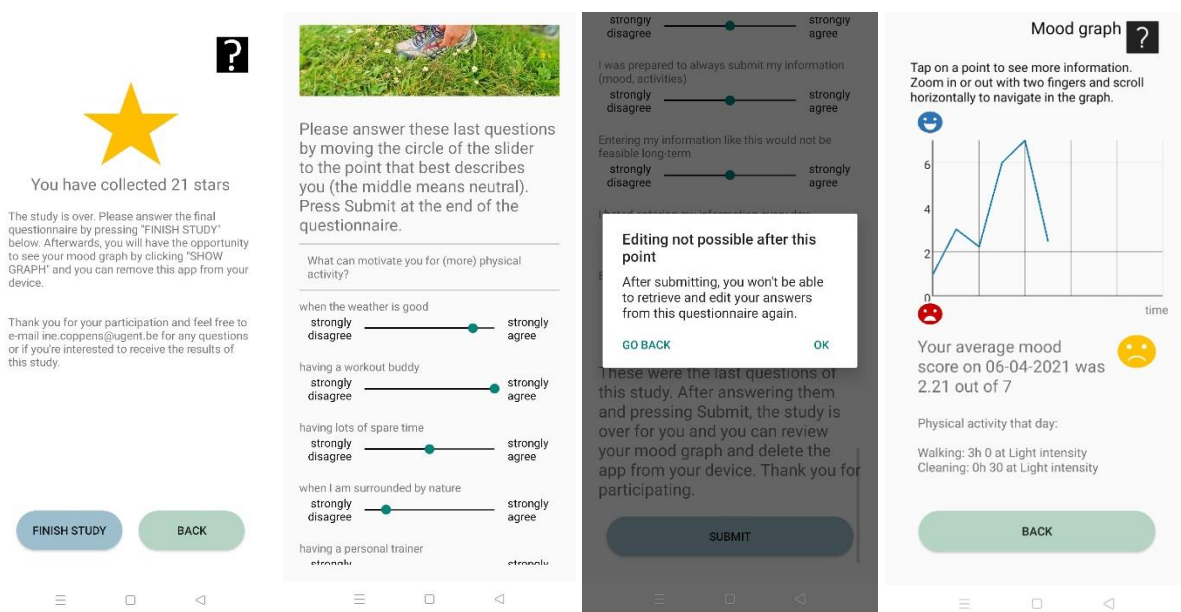 ?
You have collected 21 stars
The study is over. Please answer the final
questionnaire by pressing "FINISH STUDY"
below. Afterwards, you will have the opportunity
to see your mood graph by clicking "SHOW
GRAPH" and you can remove this app from your
device.
Thank you for your participation and feel free to
e-mail ine.coppens@ugent.be for any questions
or if you're interested to receive the results of
this study.
FINISH STUDY
BACK
Please answer these last questions
by moving the circle of the slider
to the point that best describes
you (the middle means neutral).
Press Submit at the end of the
questionnaire.
What can motivate you for (more) physical
activity?
when the weather is good
strongly disagree
strongly agree
having a workout buddy
strongly disagree
strongly agree
having lots of spare time
strongly disagree
strongly agree
when I am surrounded by nature
strongly disagree
strongly agree
having a personal trainer
strongly
strongly
strongly disagree
strongly agree
I was prepared to always submit my information
(mood, activities)
strongly disagree
strongly agree
Entering my information like this would not be
feasible long-term
strongly disagree
strongly agree
I hated entering my information every day
Editing not possible after this
point
After submitting, you won't be able
to retrieve and edit your answers
from this questionnaire again.
GO BACK
OK
These were the last questions of
this study. After answering them
and pressing Submit, the study is
over for you and you can review
your mood graph and delete the
app from your device. Thank you for
participating.
SUBMIT
Mood graph
?
Tap on a point to see more information.
Zoom in or out with two fingers and scroll
horizontally to navigate in the graph.
6
4
2
0
time
Your average mood
score on 06-04-2021 was
2.21 out of 7
Physical activity that day:
Walking: 3h 0 at Light intensity
Cleaning: 0h 30 at Light intensity
BACK